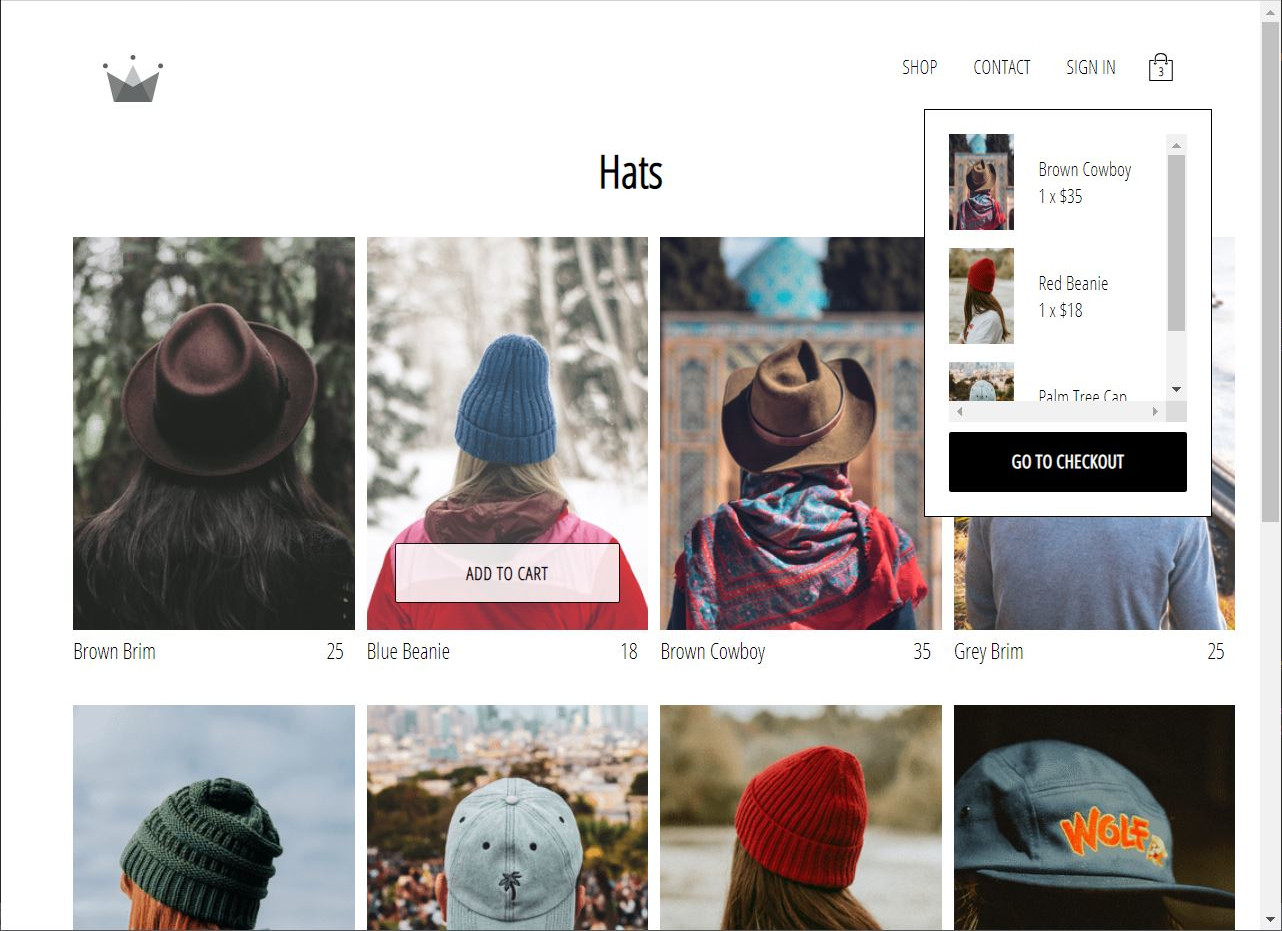 SHOP CONTACT SIGN IN 3
Hats
Brown Cowboy
1 x $35
Red Beanie
1 x $18
Palm Tree Cap
GO TO CHECKOUT
ADD TO CART
Brown Brim 25
Blue Beanie 18
Brown Cowboy 35
Grey Brim 25
WOLF